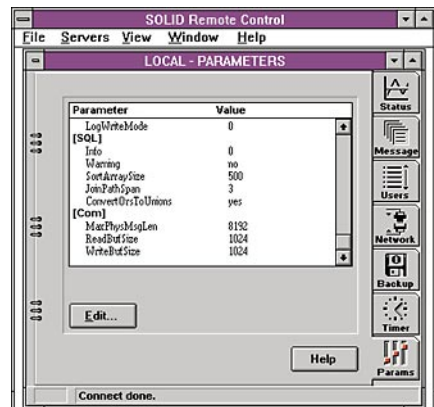 SOLID Remote Control
File Servers View Window Help
LOCAL - PARAMETERS
Parameter Value
LogWriteMode 0
[SQL]
Info 0
Warning no
SortArraySize 500
JoinPathSpan 3
ConvertOrsToUnions yes
[Com]
MaxPhysMsgLen 8192
ReadBufSize 1024
WriteBufSize 1024
Edit...
Help
Connect done.
Status
Message
Users
Network
Backup
Timer
Params